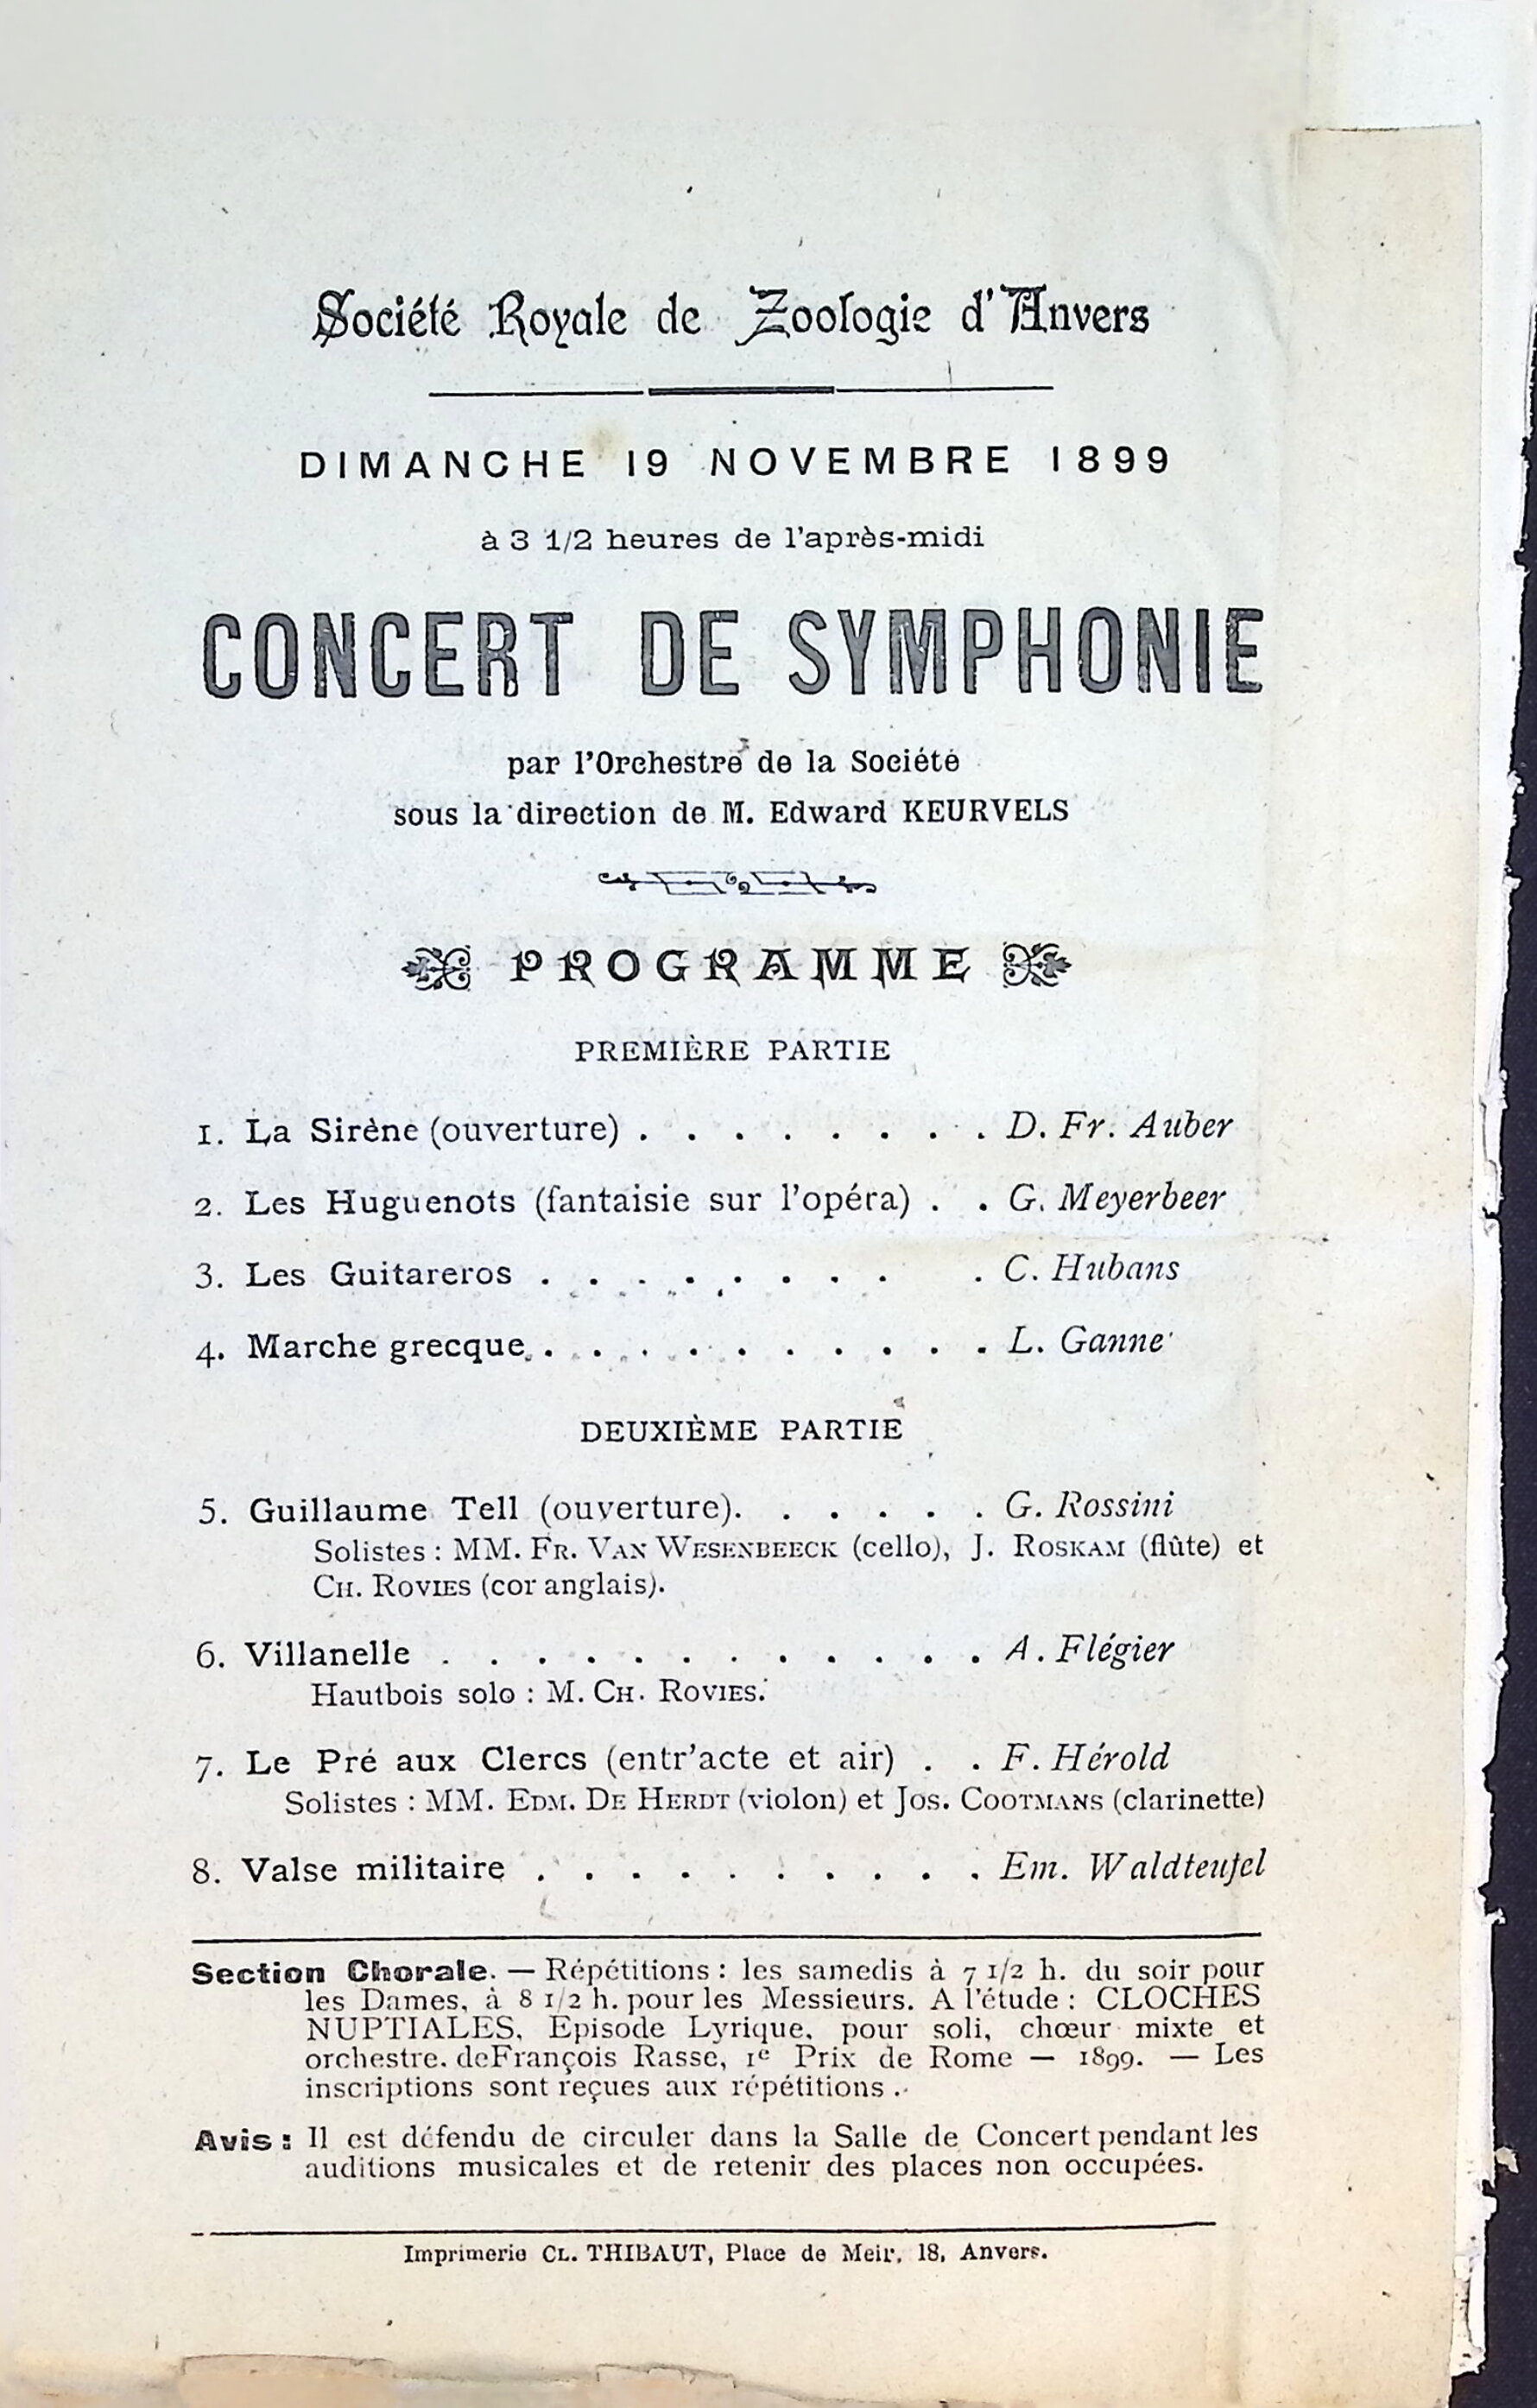 Société Royale de Zoologie d'Anvers
DIMANCHE 19 NOVEMBRE 1899
à 3 1/2 heures de l'après-midi
CONCERT DE SYMPHONIE
par l'Orchestre de la Société
sous la direction de M. Edward KEURVELS
PROGRAMME
PREMIÈRE PARTIE
1. La Sirène (ouverture) . . . . . . . . D. Fr. Auber
2. Les Huguenots (fantaisie sur l'opéra) . . G. Meyerbeer
3. Les Guitareros . . . . . . . . . C. Hubans
4. Marche grecque . . . . . . . . . . L. Ganne
DEUXIÈME PARTIE
5. Guillaume Tell (ouverture). . . . . . G. Rossini
Solistes : MM. FR. VAN WESENBEECK (cello), J. ROSKAM (flûte) et
CH. ROVIES (cor anglais).
6. Villanelle . . . . . . . . . . . . A. Flégier
Hautbois solo : M. CH. ROVIES.
7. Le Pré aux Clercs (entr'acte et air) . . F. Hérold
Solistes : MM. EDM. DE HERDT (violon) et JOS. COOTMANS (clarinette)
8. Valse militaire . . . . . . . . . . Em. Waldteufel
Section Chorale. — Répétitions : les samedis à 7 1/2 h. du soir pour
les Dames, à 8 1/2 h. pour les Messieurs. A l'étude : CLOCHES
NUPTIALES, Episode Lyrique, pour soli, chœur mixte et
orchestre. de François Rasse, 1e Prix de Rome — 1899. — Les
inscriptions sont reçues aux répétitions .
Avis : Il est défendu de circuler dans la Salle de Concert pendant les
auditions musicales et de retenir des places non occupées.
Imprimerie CL. THIBAUT, Place de Meir, 18, Anvers.